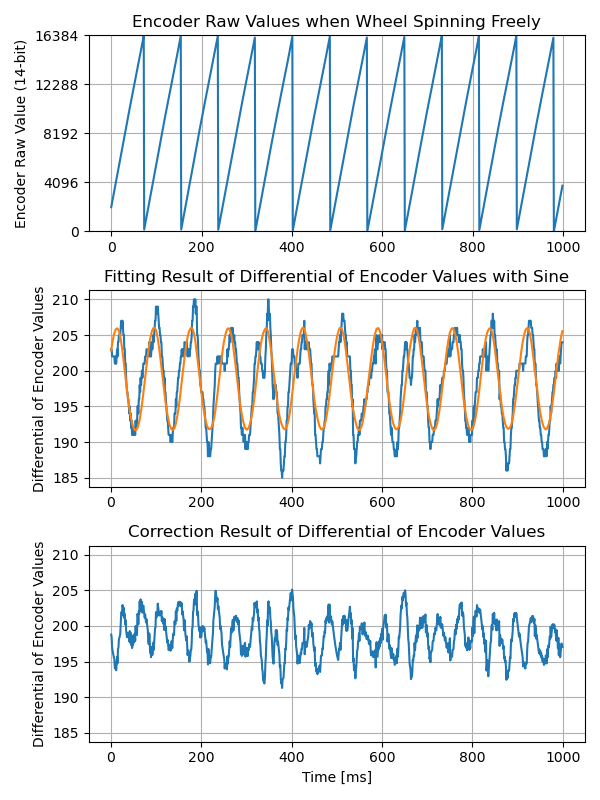 Encoder Raw Values when Wheel Spinning Freely
Encoder Raw Value (14-bit)
16384
12288
8192
4096
0
0 200 400 600 800 1000
Fitting Result of Differential of Encoder Values with Sine
Differential of Encoder Values
210
205
200
195
190
185
0 200 400 600 800 1000
Correction Result of Differential of Encoder Values
Differential of Encoder Values
210
205
200
195
190
185
0 200 400 600 800 1000
Time [ms]